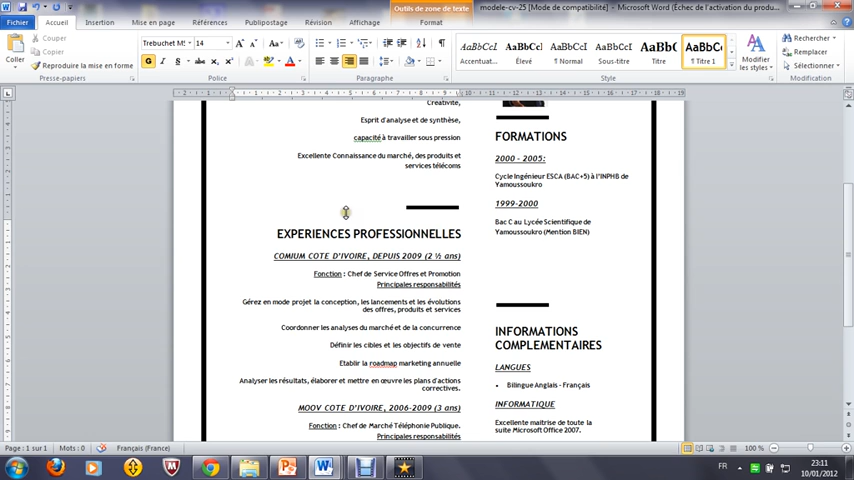 Outils de zone de texte
modele-cv-25 [Mode de compatibilité] - Microsoft Word (Échec de l'activation du produ...
Fichier Accueil Insertion Mise en page Références Publipostage Révision Affichage Format
Coller
Couper
Copier
Reproduire la mise en forme
Presse-papiers
Trebuchet MS 14
Police
Paragraphe
AaBbCcI AaBbCcI AaBbCcI AaBbCcI AaBb( AaBbCc
Accentuat... Élevé ¶ Normal Sous-titre Titre ¶ Titre 1
Modifier les styles
Style
Rechercher
Remplacer
Sélectionner
Modification
Créativité,
Esprit d'analyse et de synthèse,
capacité à travailler sous pression
Excellente Connaissance du marché, des produits et
services télécoms
EXPERIENCES PROFESSIONNELLES
COMIUM COTE D'IVOIRE, DEPUIS 2009 (2 ½ ans)
Fonction : Chef de Service Offres et Promotion
Principales responsabilités
Gérez en mode projet la conception, les lancements et les évolutions
des offres, produits et services
Coordonner les analyses du marché et de la concurrence
Définir les cibles et les objectifs de vente
Etablir la roadmap marketing annuelle
Analyser les résultats, élaborer et mettre en œuvre les plans d'actions
correctives.
MOOV COTE D'IVOIRE, 2006-2009 (3 ans)
Fonction : Chef de Marché Téléphonie Publique.
Principales responsabilités
FORMATIONS
2000 - 2005:
Cycle Ingénieur ESCA (BAC+5) à l'INPHB de
Yamoussoukro
1999-2000
Bac C au Lycée Scientifique de
Yamoussoukro (Mention BIEN)
INFORMATIONS
COMPLEMENTAIRES
LANGUES
• Bilingue Anglais - Français
INFORMATIQUE
Excellente maitrise de toute la
suite Microsoft Office 2007.
Page : 1 sur 1 Mots : 0 Français (France) 100 %
FR 23:11
10/01/2012